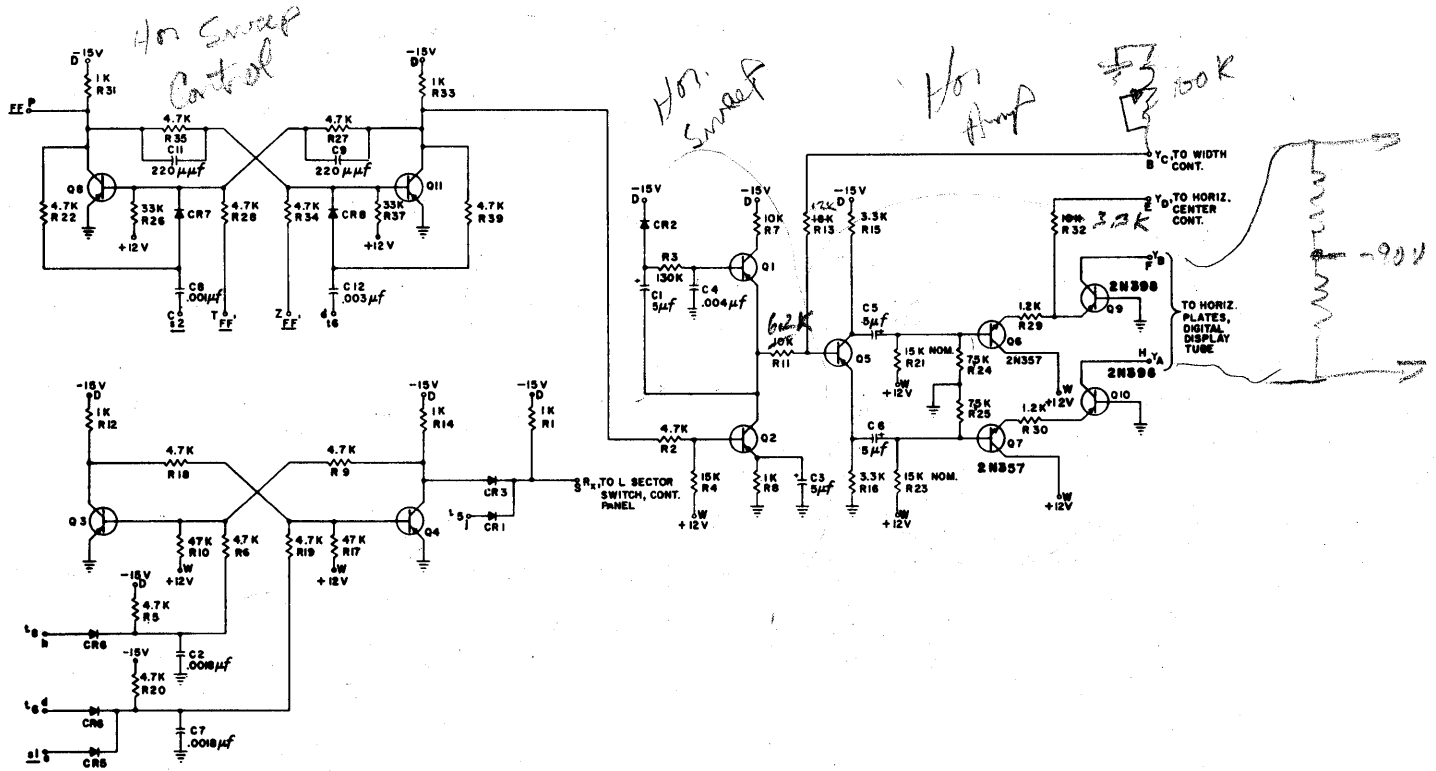 Hor Sweep
Control
Hor.
Sweep
Hor
Amp
100K
-15V
D
1K
R31
FF P
4.7K
R35
C11
220μμf
4.7K
R27
C9
220μμf
-15V
D
1K
R33
Q8
Q11
4.7K
R22
33K
R26
+12V
CR7
4.7K
R28
4.7K
R34
CR8
33K
R37
+12V
4.7K
R39
C8
.001μf
C12
.003μf
C
s2
T FF'
Z FF'
d t6
-15V
D
CR2
R3
130K
C1
5μf
C4
.004μf
-15V
D
10K
R7
Q1
12K
18K
R13
-15V
D
3.3K
R15
6.2K
10K
R11
Q5
C5
5μf
15K NOM.
R21
W
+12V
75K
R24
75K
R25
Q6
2N357
1.2K
R29
W
+12V
YC, TO WIDTH
B CONT.
YD, TO HORIZ.
E CENTER
CONT.
10K
R32
3.3K
YB
F
2N398
Q9
TO HORIZ.
PLATES,
DIGITAL
DISPLAY
TUBE
H YA
2N398
Q10
-90V
1.2K
R30
Q7
2N357
W
+12V
C6
5μf
3.3K
R16
15K NOM.
R23
W
+12V
4.7K
R2
Q2
15K
R4
W
+12V
1K
R8
C3
5μf
-15V
D
1K
R12
4.7K
R18
4.7K
R9
-15V
D
1K
R14
-15V
D
1K
R1
CR3
t5 j
CR1
S RX, TO L SECTOR
SWITCH, CONT.
PANEL
Q3
Q4
47K
R10
W
+12V
4.7K
R6
4.7K
R19
47K
R17
W
+12V
-15V
D
4.7K
R5
t8 h
CR6
C2
.0018μf
-15V
4.7K
R20
t6 d
CR6
C7
.0018μf
s1 e
CR5